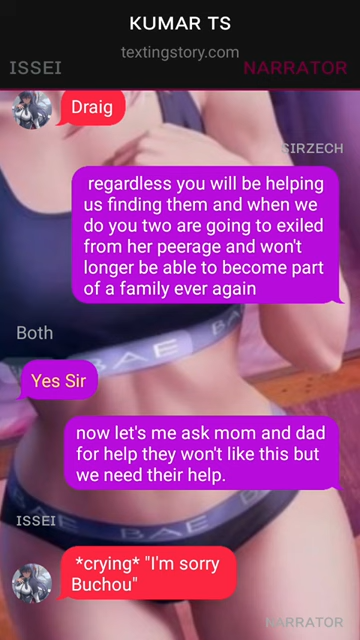 KUMAR TS
textingstory.com
ISSEI
NARRATOR
Draig
SIRZECH
regardless you will be helping
us finding them and when we
do you two are going to exiled
from her peerage and won't
longer be able to become part
of a family ever again
Both
BAE
Yes Sir
now let's me ask mom and dad
for help they won't like this but
we need their help.
BAE BAE
ISSEI
*crying* "I'm sorry
Buchou"
NARRATOR